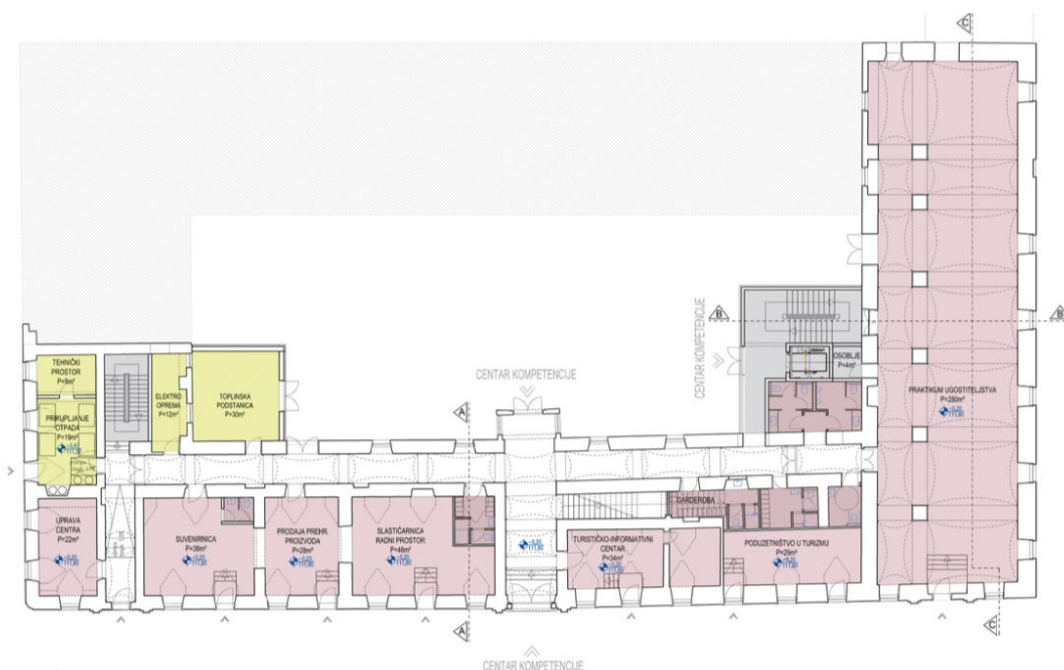 C
B
B
CENTAR KOMPETENCIJE
OSOBLJE
P=4m²
TEHNIČKI
PROSTOR
P=9m²
ELEKTRO
OPREMA
P=12m²
TOPLINSKA
PODSTANICA
P=30m²
CENTAR KOMPETENCIJE
PRAKTIKUM UGOSTITELJSTVA
P=280m²
PRIKUPLJANJE
OTPADA
P=19m²
A
UPRAVA
CENTRA
P=22m²
SUVENIRNICA
P=38m²
PRODAJA PREHR.
PROIZVODA
P=28m²
SLASTIČARNICA
RADNI PROSTOR
P=46m²
GARDEROBA
TURISTIČKO-INFORMATIVNI
CENTAR
P=34m²
PODUZETNIŠTVO U TURIZMU
P=29m²
A
C
CENTAR KOMPETENCIJE